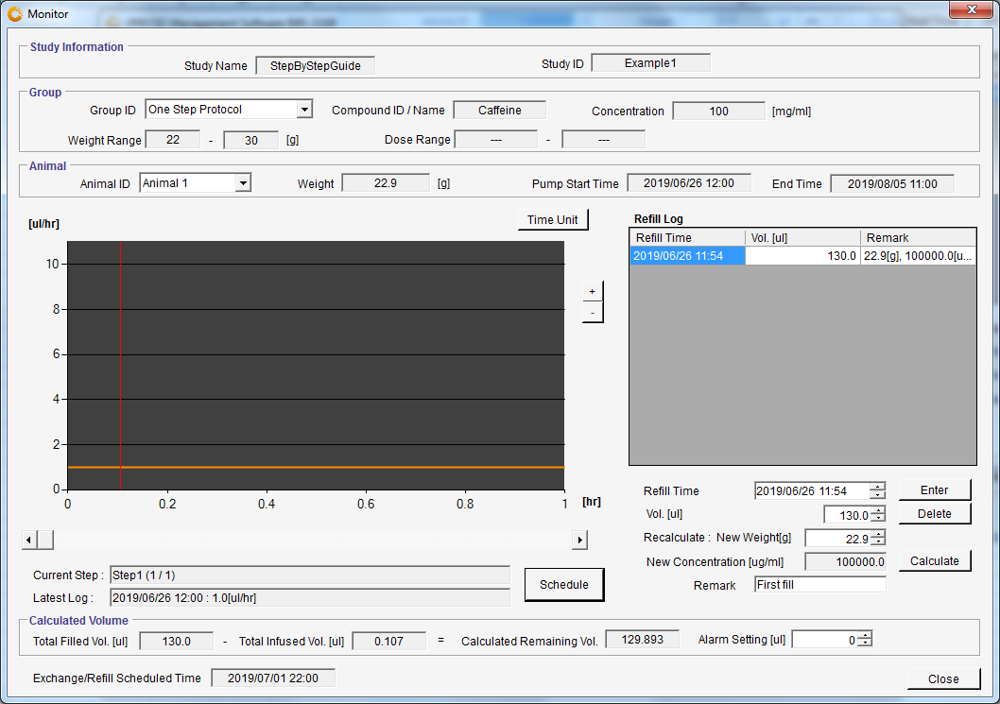 Monitor
Study Information
Study Name StepByStepGuide Study ID Example1
Group
Group ID One Step Protocol Compound ID / Name Caffeine Concentration 100 [mg/ml]
Weight Range 22 - 30 [g] Dose Range --- - ---
Animal
Animal ID Animal 1 Weight 22.9 [g] Pump Start Time 2019/06/26 12:00 End Time 2019/08/05 11:00
[ul/hr] Time Unit
10
8
6
4
2
0
0 0.2 0.4 0.6 0.8 1 [hr]
+
-
Refill Log
Refill Time Vol. [ul] Remark
2019/06/26 11:54 130.0 22.9[g], 100000.0[u...
Refill Time 2019/06/26 11:54 Enter
Vol. [ul] 130.0 Delete
Recalculate : New Weight[g] 22.9
New Concentration [ug/ml] 100000.0 Calculate
Remark First fill
Current Step : Step1 (1 / 1)
Latest Log : 2019/06/26 12:00 : 1.0[ul/hr]
Schedule
Calculated Volume
Total Filled Vol. [ul] 130.0 - Total Infused Vol. [ul] 0.107 = Calculated Remaining Vol. 129.893 Alarm Setting [ul] 0
Exchange/Refill Scheduled Time 2019/07/01 22:00 Close